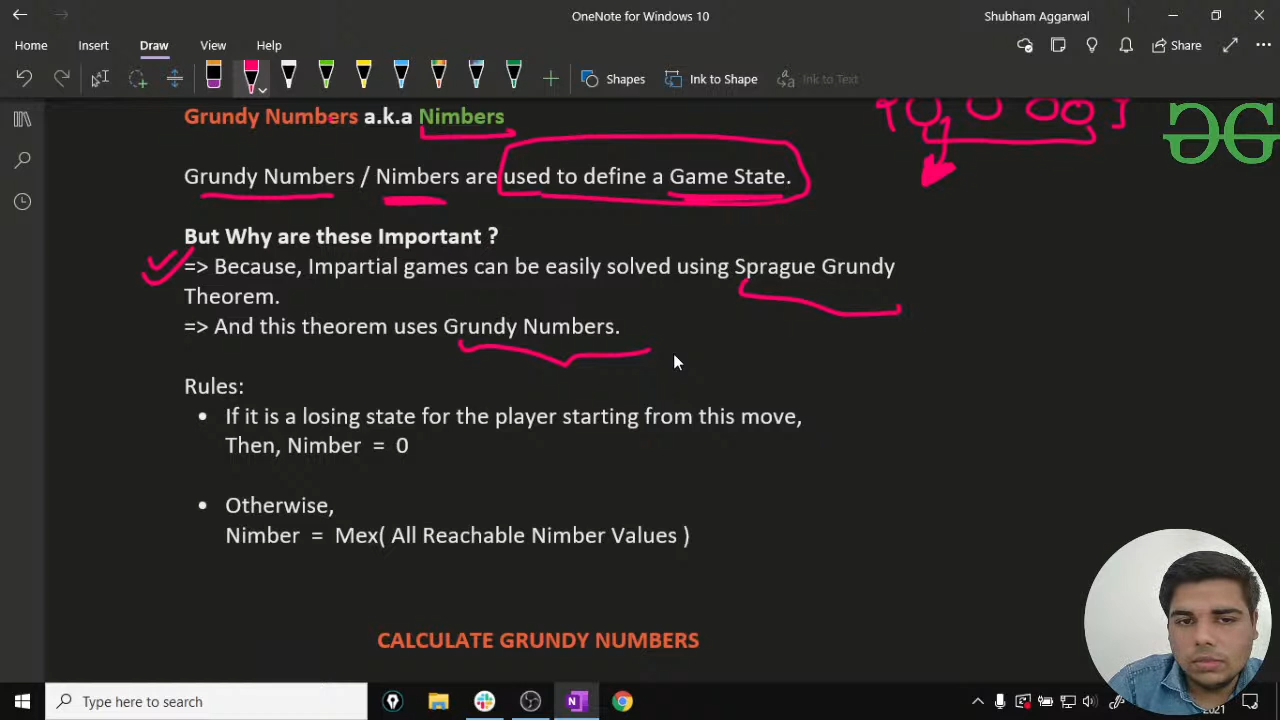 OneNote for Windows 10
Shubham Aggarwal
Home Insert Draw View Help
Share
Shapes
Ink to Shape
Ink to Text
Grundy Numbers a.k.a Nimbers
Grundy Numbers / Nimbers are used to define a Game State.
But Why are these Important ?
=> Because, Impartial games can be easily solved using Sprague Grundy
Theorem.
=> And this theorem uses Grundy Numbers.
Rules:
• If it is a losing state for the player starting from this move,
Then, Nimber = 0
• Otherwise,
Nimber = Mex( All Reachable Nimber Values )
CALCULATE GRUNDY NUMBERS
Type here to search
2021